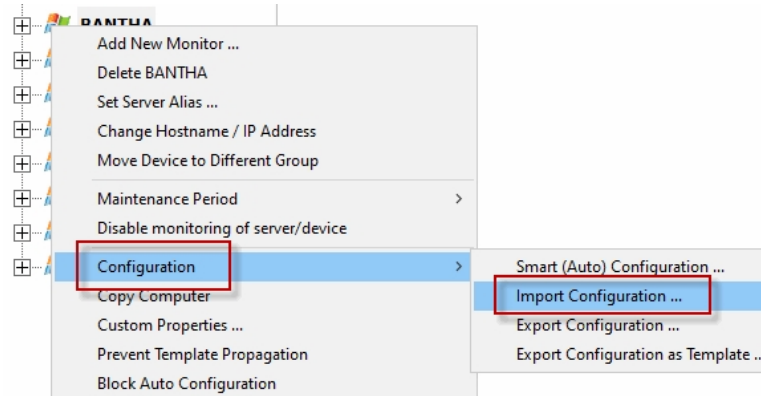 BANTHA
Add New Monitor ...
Delete BANTHA
Set Server Alias ...
Change Hostname / IP Address
Move Device to Different Group
Maintenance Period >
Disable monitoring of server/device
Configuration >
Smart (Auto) Configuration ...
Copy Computer
Import Configuration ...
Custom Properties ...
Export Configuration ...
Prevent Template Propagation
Export Configuration as Template ..
Block Auto Configuration